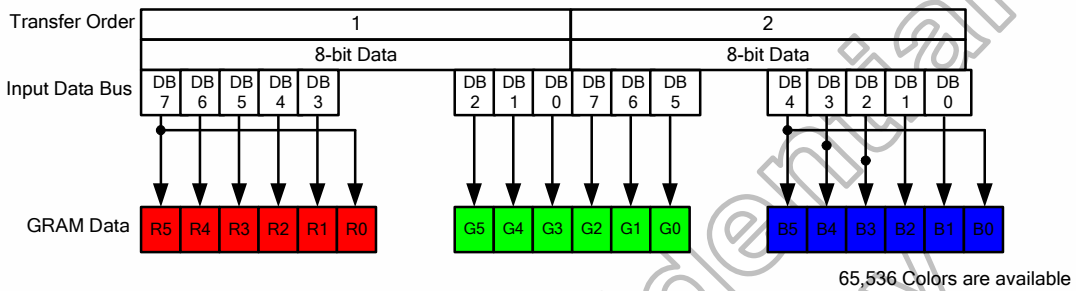 Transfer Order 1 2
8-bit Data 8-bit Data
Input Data Bus DB 7 DB 6 DB 5 DB 4 DB 3 DB 2 DB 1 DB 0 DB 7 DB 6 DB 5 DB 4 DB 3 DB 2 DB 1 DB 0
GRAM Data R5 R4 R3 R2 R1 R0 G5 G4 G3 G2 G1 G0 B5 B4 B3 B2 B1 B0
65,536 Colors are available